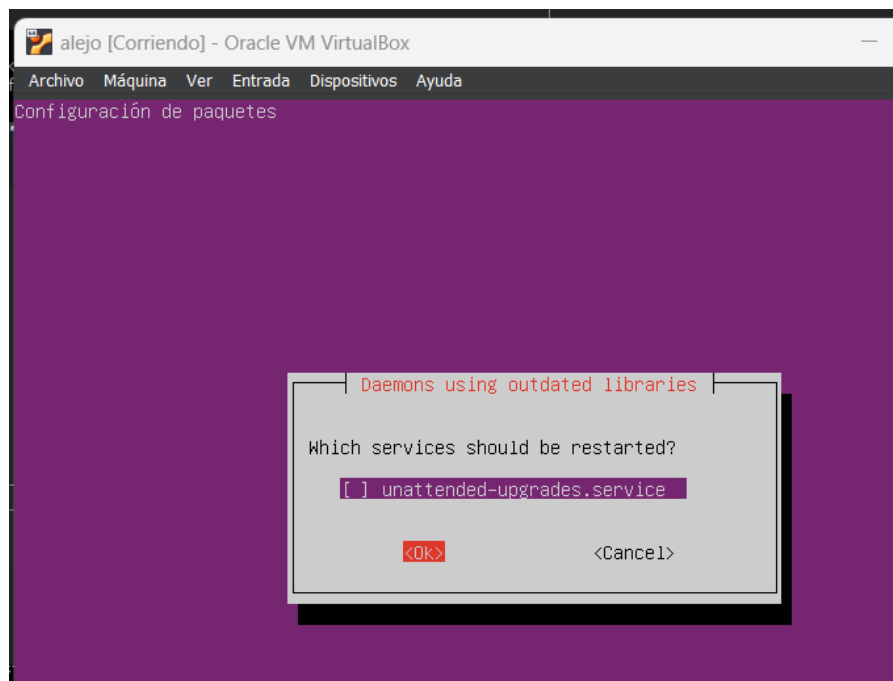 alejo [Corriendo] - Oracle VM VirtualBox
Archivo Máquina Ver Entrada Dispositivos Ayuda
Configuración de paquetes
Daemons using outdated libraries
Which services should be restarted?
[ ] unattended-upgrades.service
<Ok> <Cancel>